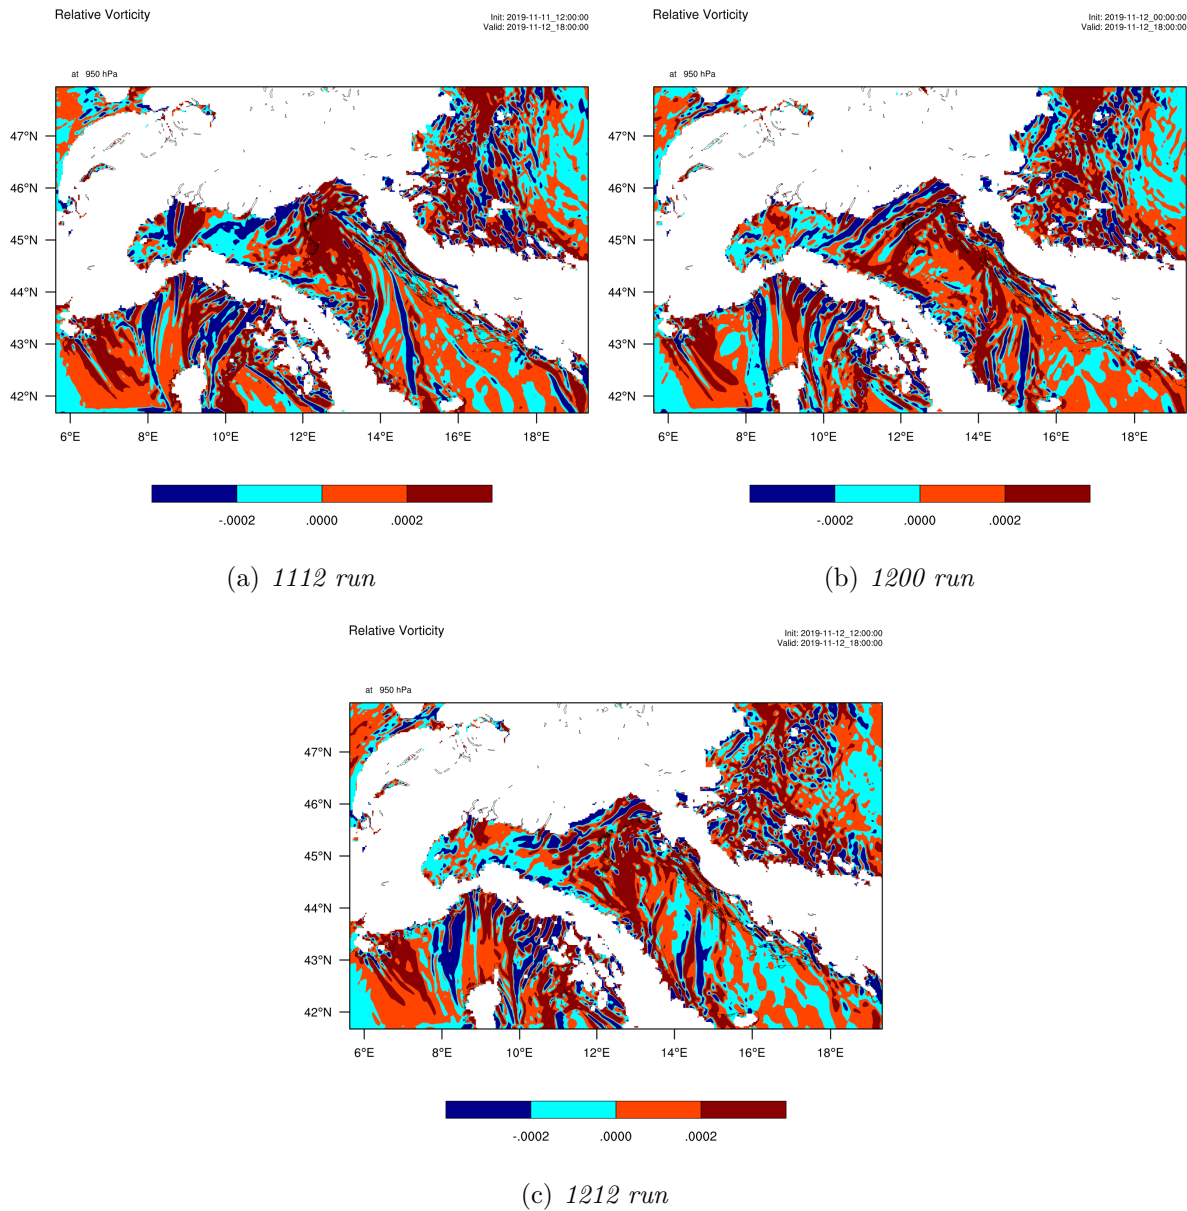 Relative Vorticity
Init: 2019-11-11_12:00:00
Valid: 2019-11-12_18:00:00
at 950 hPa
47°N
46°N
45°N
44°N
43°N
42°N
6°E 8°E 10°E 12°E 14°E 16°E 18°E
-.0002 .0000 .0002
(a) 1112 run
Relative Vorticity
Init: 2019-11-12_00:00:00
Valid: 2019-11-12_18:00:00
at 950 hPa
47°N
46°N
45°N
44°N
43°N
42°N
6°E 8°E 10°E 12°E 14°E 16°E 18°E
-.0002 .0000 .0002
(b) 1200 run
Relative Vorticity
Init: 2019-11-12_12:00:00
Valid: 2019-11-12_18:00:00
at 950 hPa
47°N
46°N
45°N
44°N
43°N
42°N
6°E 8°E 10°E 12°E 14°E 16°E 18°E
-.0002 .0000 .0002
(c) 1212 run